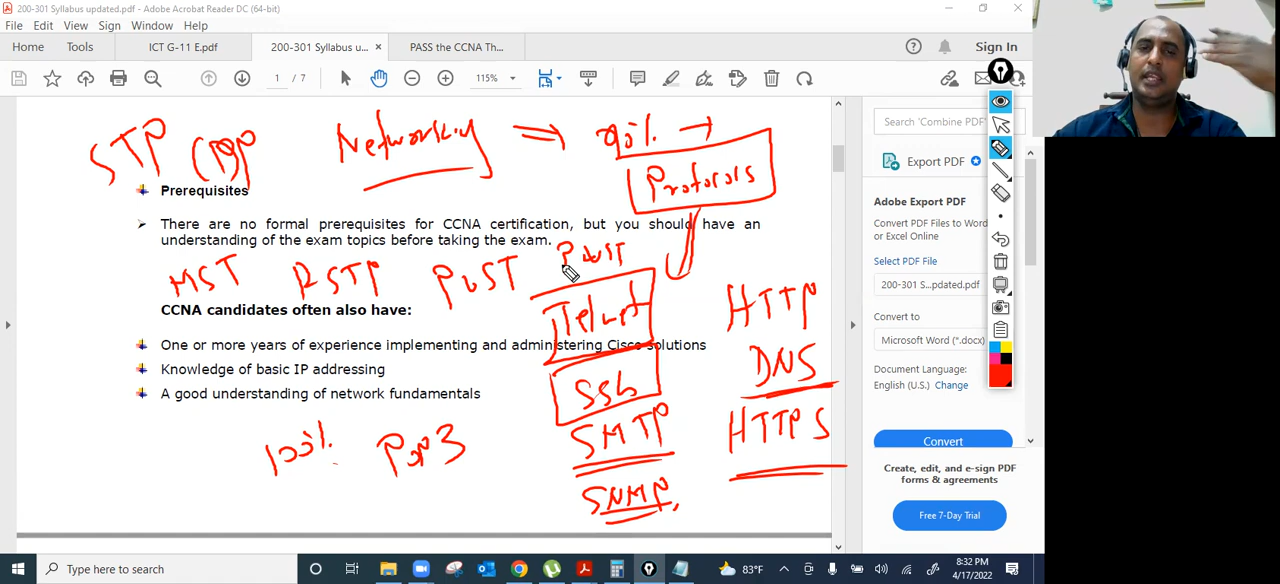 200-301 Syllabus updated.pdf - Adobe Acrobat Reader DC (64-bit)
File Edit View Sign Window Help
Home Tools ICT G-11 E.pdf 200-301 Syllabus u... × PASS the CCNA Th... Sign In
1 / 7 115%
STP Networking ⇒ 90% →
Protocols
Search 'Combine PDF'
Export PDF
Adobe Export PDF
Convert PDF Files to Word
or Excel Online
Select PDF File
200-301 S...pdated.pdf
Convert to
Microsoft Word (*.docx)
Document Language:
English (U.S.) Change
Convert
Create, edit, and e-sign PDF
forms & agreements
Free 7-Day Trial
Prerequisites
There are no formal prerequisites for CCNA certification, but you should have an
understanding of the exam topics before taking the exam.
MST RSTP PVST
Telnet HTTP
CCNA candidates often also have:
One or more years of experience implementing and administering Cisco solutions
Knowledge of basic IP addressing
A good understanding of network fundamentals
SSh DNS
100% PoP3 SMTP HTTPS
SNMP
Type here to search 83°F 8:32 PM
4/17/2022